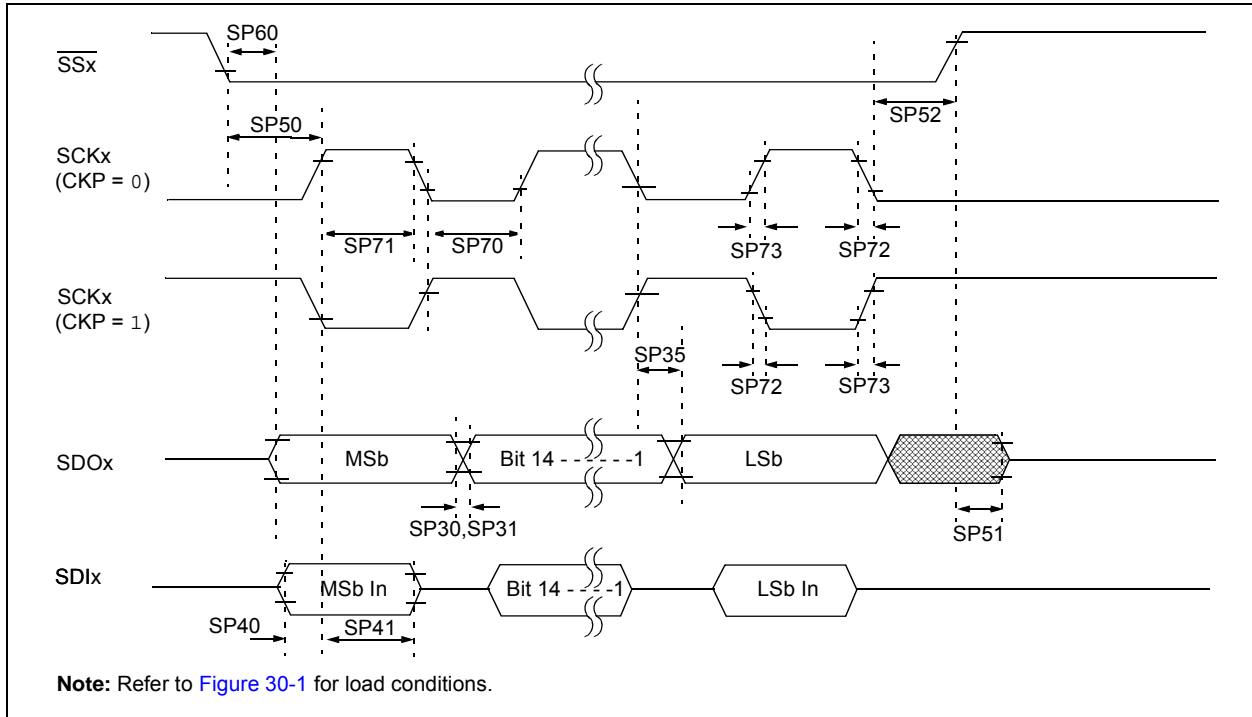 SP60
SSx
SP50
SP52
SCKx
(CKP = 0)
SP71
SP70
SP73
SP72
SCKx
(CKP = 1)
SP35
SP72
SP73
SDOx
MSb
Bit 14 - - - - - -1
LSb
SP30,SP31
SP51
SDIx
MSb In
Bit 14 - - - -1
LSb In
SP40
SP41
Note: Refer to Figure 30-1 for load conditions.